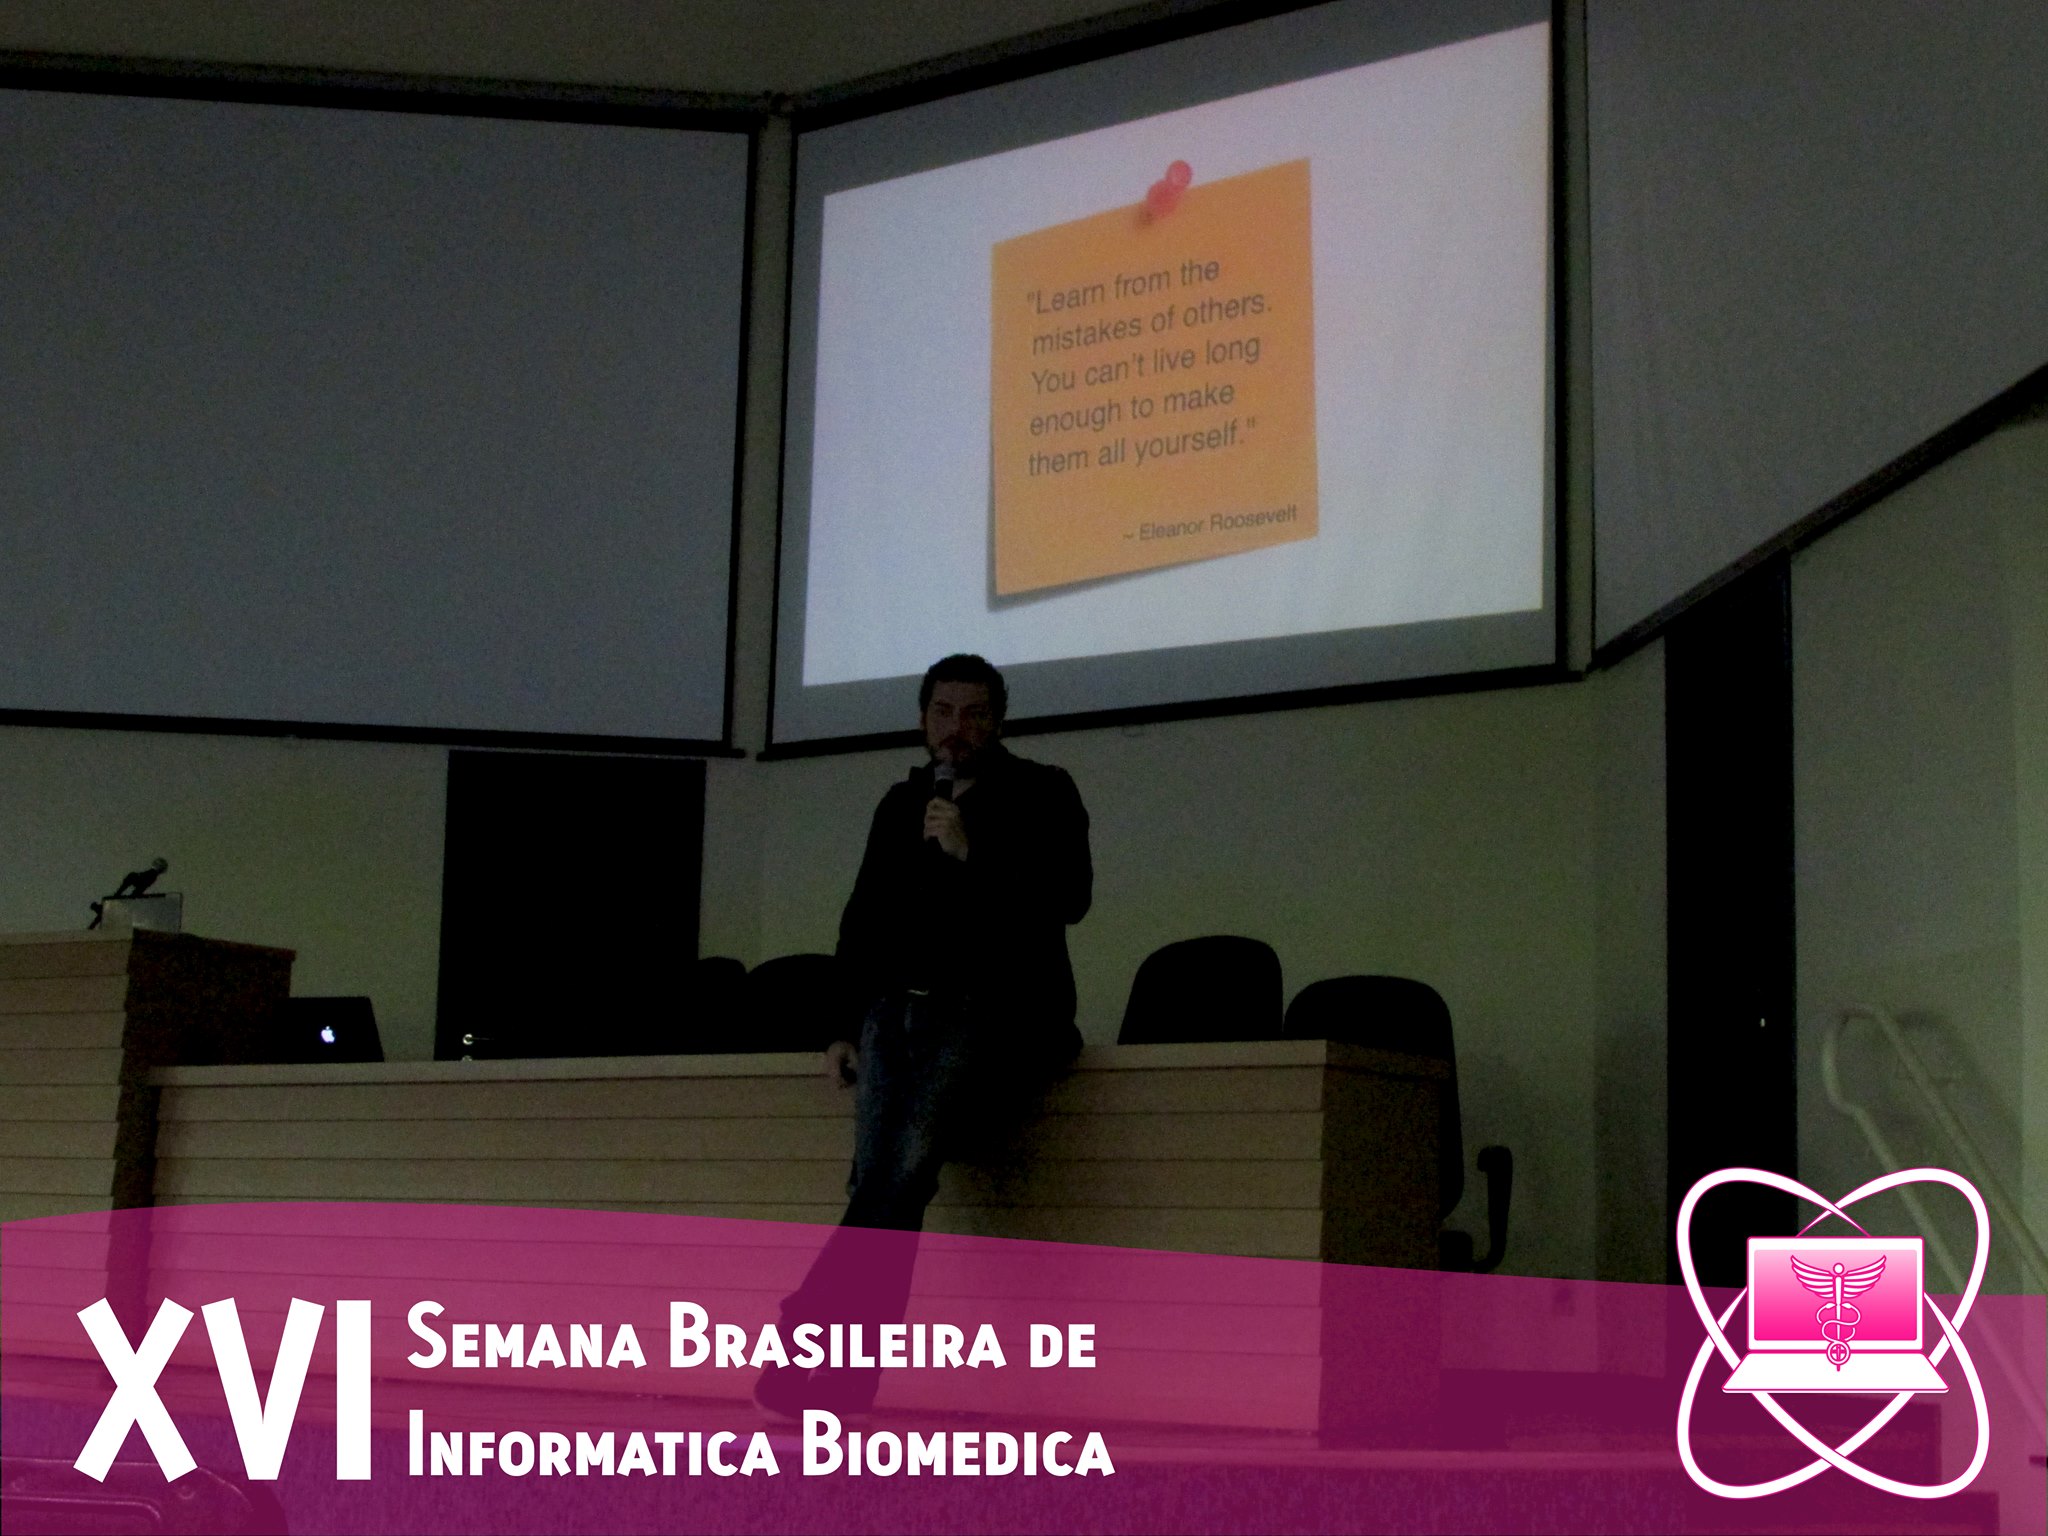 "Learn from the
mistakes of others.
You can't live long
enough to make
them all yourself."
~ Eleanor Roosevelt
XVI
Semana Brasileira de
Informatica Biomedica